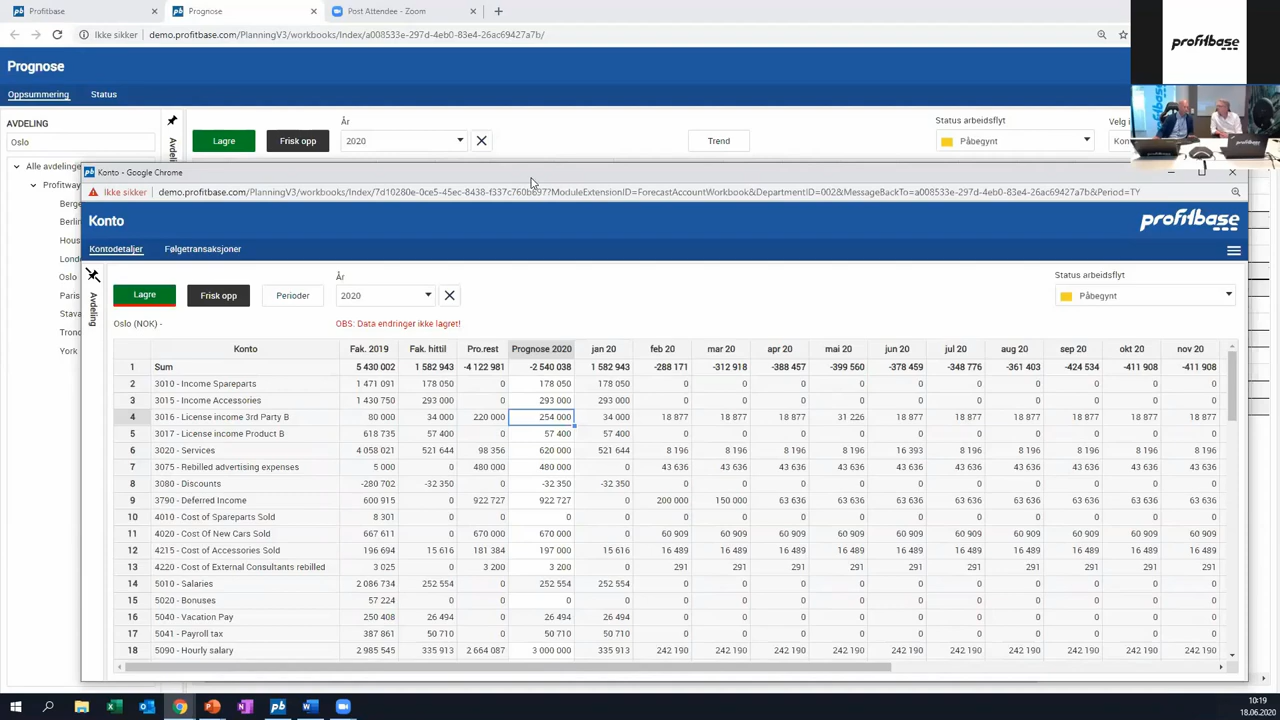 Profitbase
Prognose
Post Attendee - Zoom
Ikke sikker demo.profitbase.com/PlanningV3/workbooks/Index/a008533e-297d-4eb0-83e4-26ac69427a7b/
profitbase
Prognose
Oppsummering Status
AVDELING
Oslo
Alle avdelinge
Profitway
Berge
Berlin
Hous
Lond
Oslo
Paris
Stava
Trond
York
Avdeli
Lagre Frisk opp
År
2020
Trend
Status arbeidsflyt
Påbegynt
Velg i
Kon
Konto - Google Chrome
Ikke sikker demo.profitbase.com/PlanningV3/workbooks/Index/7d10280e-0ce5-45ec-8438-f337c760b697?ModuleExtensionID=ForecastAccountWorkbook&DepartmentID=002&MessageBackTo=a008533e-297d-4eb0-83e4-26ac69427a7b&Period=TY
Konto
profitbase
Kontodetaljer Følgetransaksjoner
Avdeling
Lagre Frisk opp Perioder
År
2020
Status arbeidsflyt
Påbegynt
Oslo (NOK) - OBS: Data endringer ikke lagret!
Konto Fak. 2019 Fak. hittil Pro.rest Prognose 2020 jan 20 feb 20 mar 20 apr 20 mai 20 jun 20 jul 20 aug 20 sep 20 okt 20 nov 20
1 Sum 5 430 002 1 582 943 -4 122 981 -2 540 038 1 582 943 -288 171 -312 918 -388 457 -399 560 -378 459 -348 776 -361 403 -424 534 -411 908 -411 908
2 3010 - Income Spareparts 1 471 091 178 050 0 178 050 178 050 0 0 0 0 0 0 0 0 0 0
3 3015 - Income Accessories 1 430 750 293 000 0 293 000 293 000 0 0 0 0 0 0 0 0 0 0
4 3016 - License income 3rd Party B 80 000 34 000 220 000 254 000 34 000 18 877 18 877 18 877 31 226 18 877 18 877 18 877 18 877 18 877 18 877
5 3017 - License income Product B 618 735 57 400 0 57 400 57 400 0 0 0 0 0 0 0 0 0 0
6 3020 - Services 4 058 021 521 644 98 356 620 000 521 644 8 196 8 196 8 196 8 196 16 393 8 196 8 196 8 196 8 196 8 196
7 3075 - Rebilled advertising expenses 5 000 0 480 000 480 000 0 43 636 43 636 43 636 43 636 43 636 43 636 43 636 43 636 43 636 43 636
8 3080 - Discounts -280 702 -32 350 0 -32 350 -32 350 0 0 0 0 0 0 0 0 0 0
9 3790 - Deferred Income 600 915 0 922 727 922 727 0 200 000 150 000 63 636 63 636 63 636 63 636 63 636 63 636 63 636 63 636
10 4010 - Cost of Spareparts Sold 8 301 0 0 0 0 0 0 0 0 0 0 0 0 0 0
11 4020 - Cost Of New Cars Sold 667 611 0 670 000 670 000 0 60 909 60 909 60 909 60 909 60 909 60 909 60 909 60 909 60 909 60 909
12 4215 - Cost of Accessories Sold 196 694 15 616 181 384 197 000 15 616 16 489 16 489 16 489 16 489 16 489 16 489 16 489 16 489 16 489 16 489
13 4220 - Cost of External Consultants rebilled 3 025 0 3 200 3 200 0 291 291 291 291 291 291 291 291 291 291
14 5010 - Salaries 2 086 734 252 554 0 252 554 252 554 0 0 0 0 0 0 0 0 0 0
15 5020 - Bonuses 57 224 0 0 0 0 0 0 0 0 0 0 0 0 0 0
16 5040 - Vacation Pay 250 408 26 494 0 26 494 26 494 0 0 0 0 0 0 0 0 0 0
17 5041 - Payroll tax 387 861 50 710 0 50 710 50 710 0 0 0 0 0 0 0 0 0 0
18 5090 - Hourly salary 2 985 545 335 913 2 664 087 3 000 000 335 913 242 190 242 190 242 190 242 190 242 190 242 190 242 190 242 190 242 190 242 190
10:19
18.06.2020